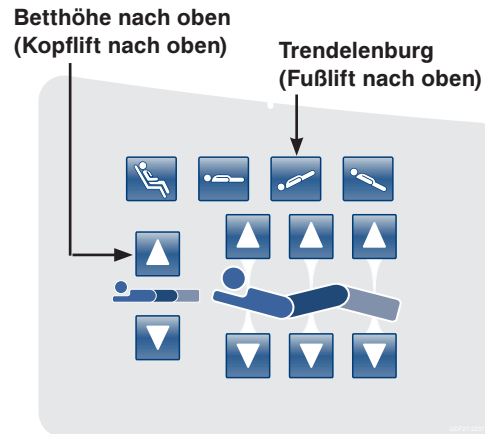 Betthöhe nach oben
(Kopflift nach oben)
Trendelenburg
(Fußlift nach oben)